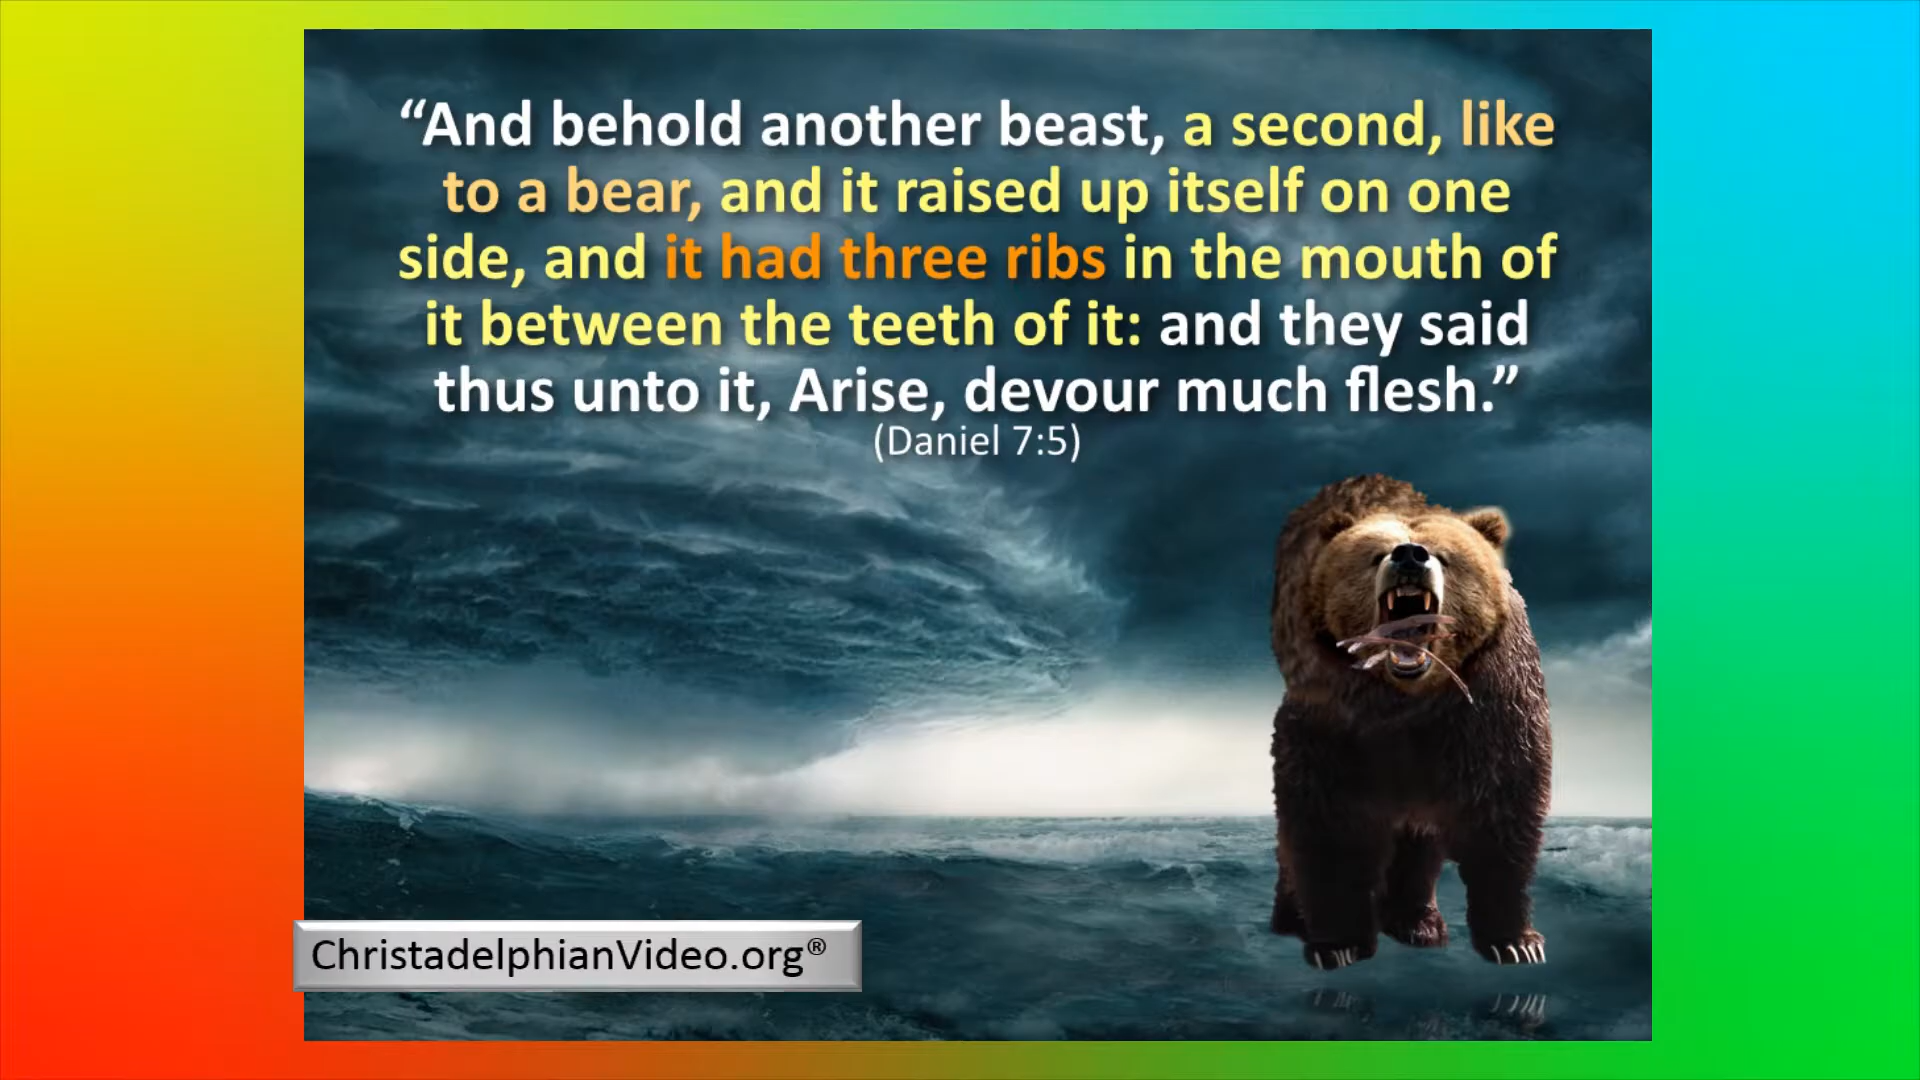 “And behold another beast, a second, like
to a bear, and it raised up itself on one
side, and it had three ribs in the mouth of
it between the teeth of it: and they said
thus unto it, Arise, devour much flesh.”
(Daniel 7:5)
ChristadelphianVideo.org®